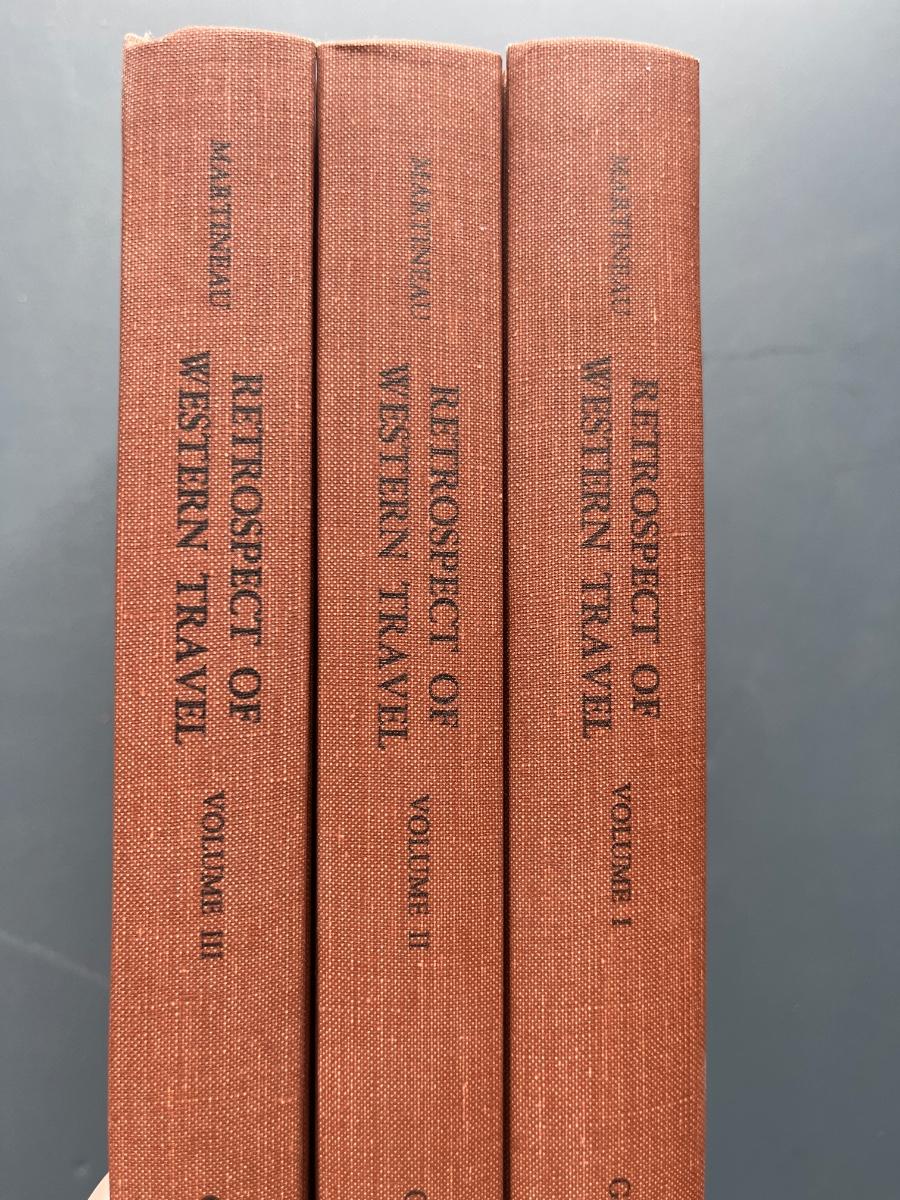 MARTINEAU
RETROSPECT OF
WESTERN TRAVEL
VOLUME III
MARTINEAU
RETROSPECT OF
WESTERN TRAVEL
VOLUME II
MARTINEAU
RETROSPECT OF
WESTERN TRAVEL
VOLUME I
G